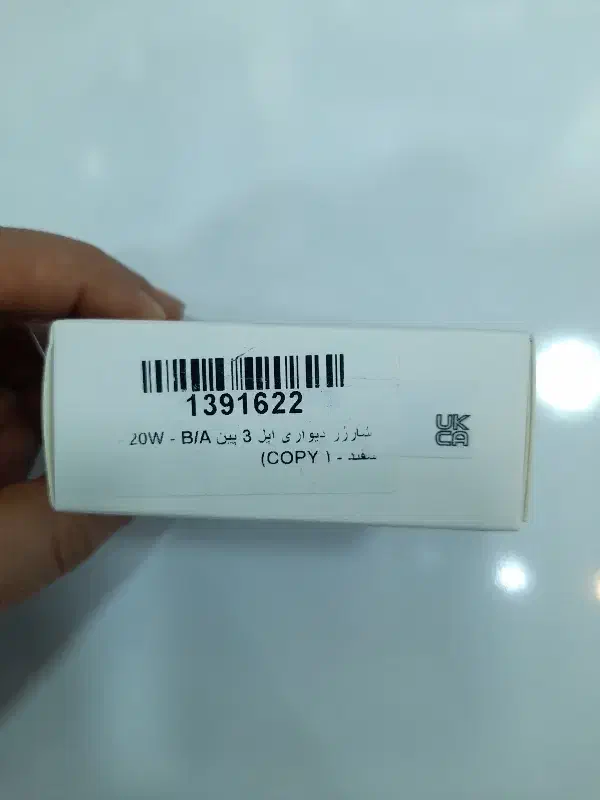 1391622
شارژر دیواری اپل 3 پین 20W - B/A -
سفید - (COPY 1
UK
CA